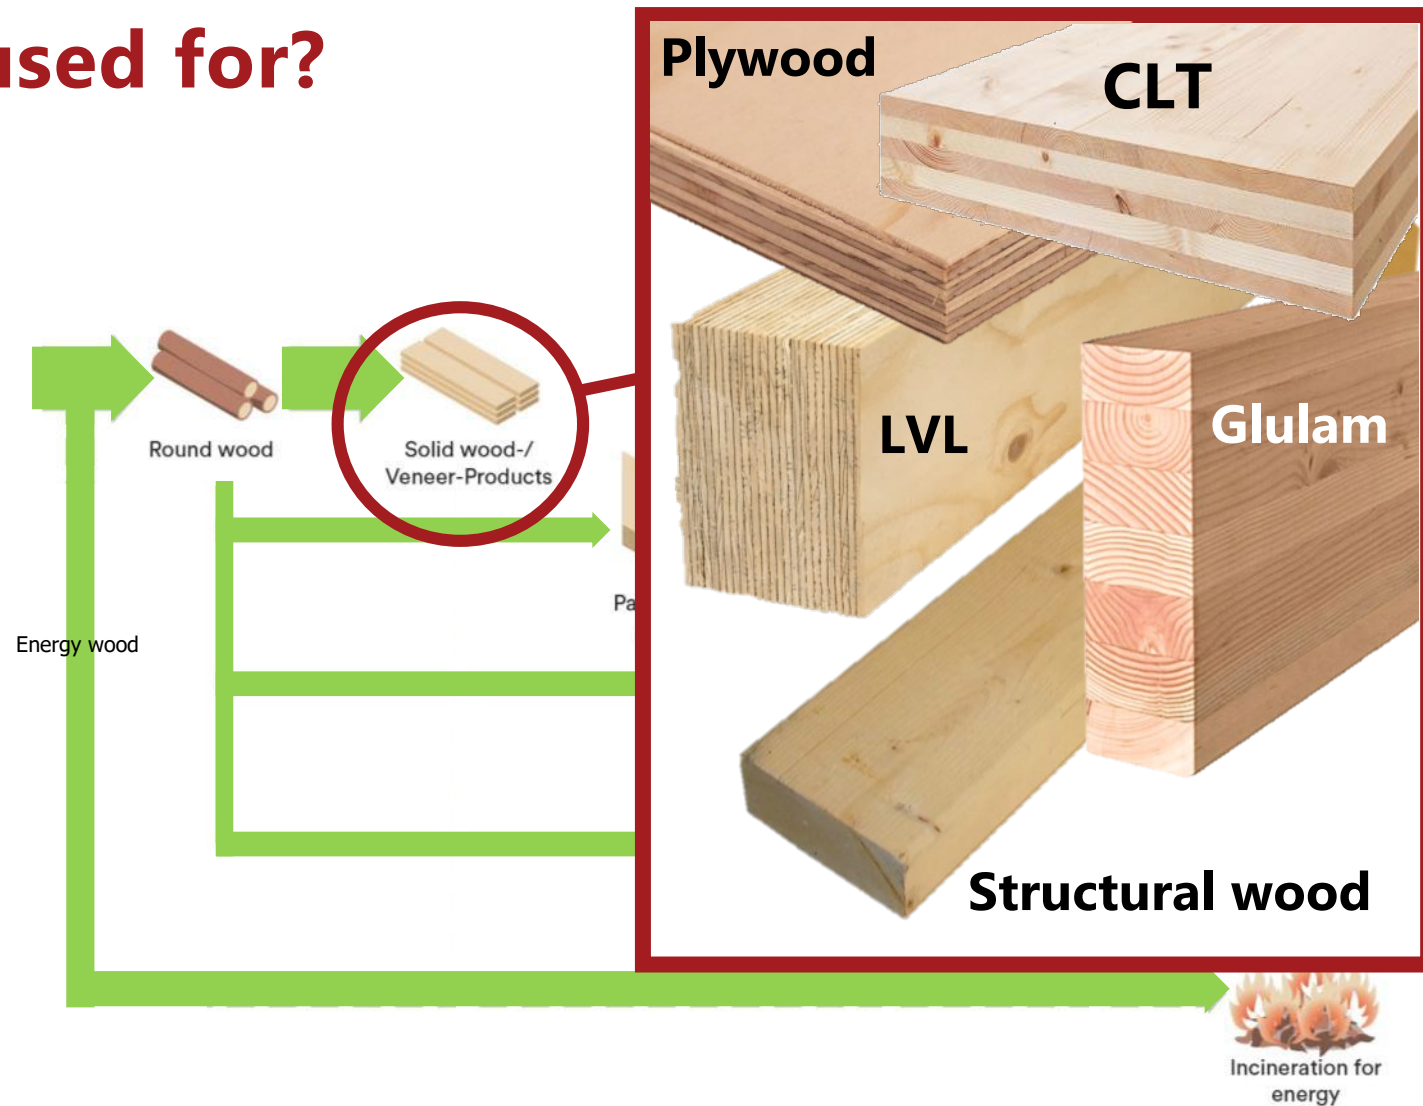 used for?
Plywood
CLT
LVL
Glulam
Structural wood
Round wood
Solid wood-/
Veneer-Products
Pa
Energy wood
Incineration for
energy